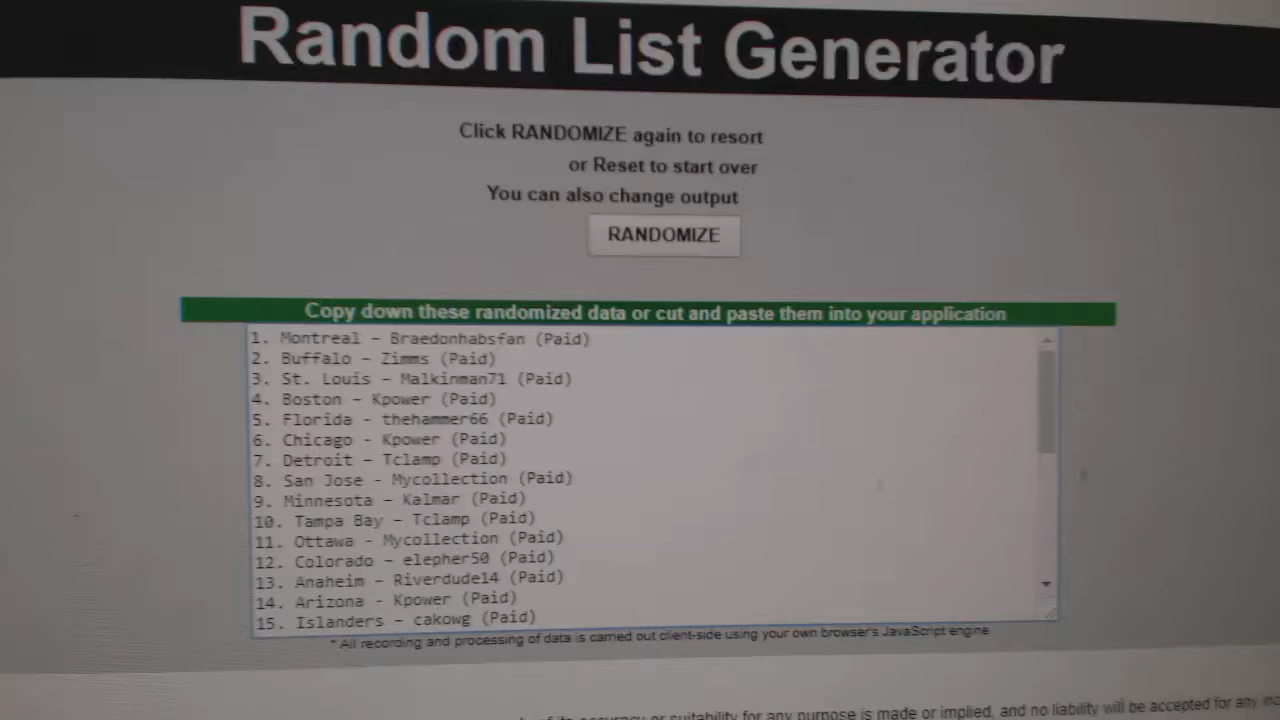 Random List Generator
Click RANDOMIZE again to resort
or Reset to start over
You can also change output
RANDOMIZE
Copy down these randomized data or cut and paste them into your application
1. Montreal - Braedonhabsfan (Paid)
2. Buffalo - Zimms (Paid)
3. St. Louis - Malkinman71 (Paid)
4. Boston - Kpower (Paid)
5. Florida - thehammer66 (Paid)
6. Chicago - Kpower (Paid)
7. Detroit - Tclamp (Paid)
8. San Jose - Mycollection (Paid)
9. Minnesota - Kalmar (Paid)
10. Tampa Bay - Tclamp (Paid)
11. Ottawa - Mycollection (Paid)
12. Colorado - elepher50 (Paid)
13. Anaheim - Riverdude14 (Paid)
14. Arizona - Kpower (Paid)
15. Islanders - cakowg (Paid)
* All recording and processing of data is carried out client-side using your own browser's JavaScript engine
of its accuracy or suitability for any purpose is made or implied, and no liability will be accepted for any